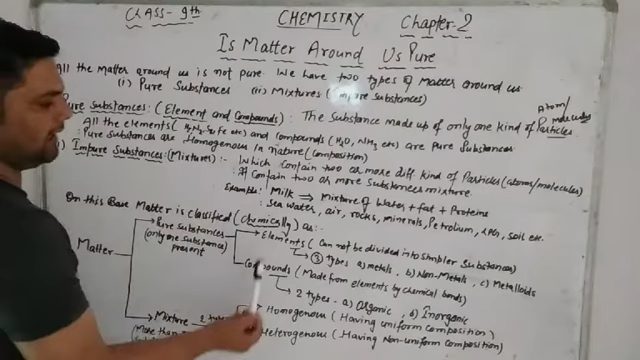 CLASS- 9th CHEMISTRY Chapter-2
Is Matter Around Us Pure
All the Matter around us is not pure. We have two types of Matter around us:
(i) Pure Substances (ii) Mixtures (Impure Substances)
Pure Substances: (Element and Compounds): The Substance made up of only one kind of Particles
Atom/molecules
All the elements (H2, N2, S, Fe etc) and Compounds (H2O, NH3 etc) are Pure Substances
: Pure Substances are Homogenous in nature (Composition)
Impure Substances: (Mixtures) :- Which Contain two or more diff Kind of Particles (atoms/molecules)
: It Contain two or more Substances mixture.
Example: Milk ⇒ Mixture of Water + fat + Proteins
: Sea Water, air, rocks, minerals, Petrolium, LPG, Soil etc.
On this Base Matter is classified (Chemically) as:-
Matter
Pure Substances
(only one substance)
present
Elements (Can not be divided into Simpler Substances)
③ types a) metals, b) Non-Metals, c) Metalloids
Compounds (Made from elements by Chemical bonds)
2 types - a) Organic, b) Inorganic
Mixture 2 types
(More than
Homogenous (Having uniform Composition)
Heterogenous (Having Non-uniform Composition)